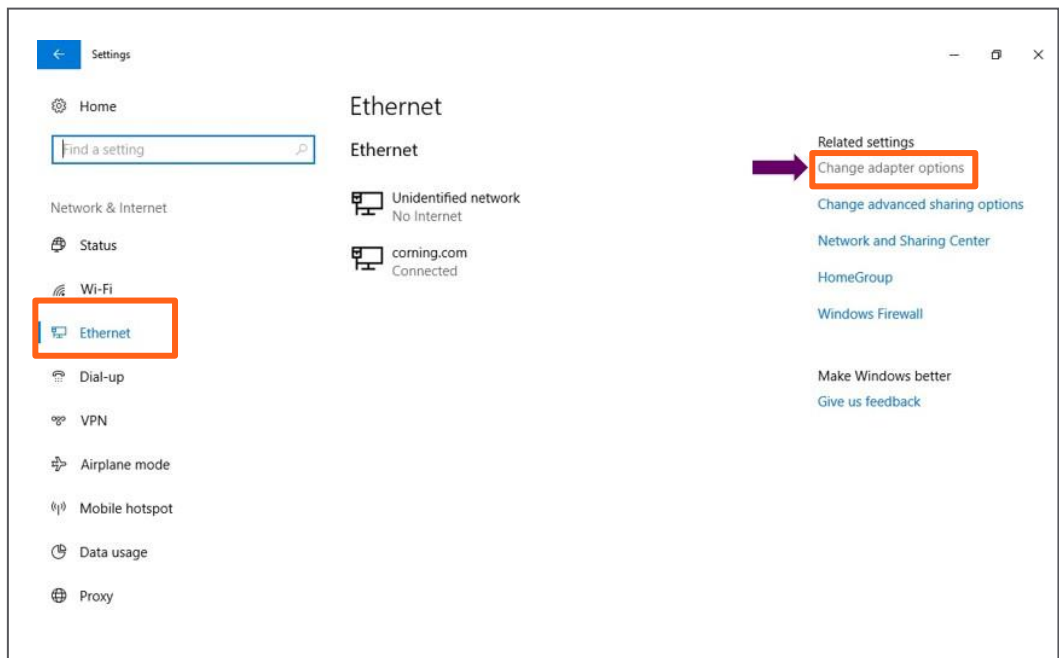 Settings
Home
Find a setting
Network & Internet
Status
Wi-Fi
Ethernet
Dial-up
VPN
Airplane mode
Mobile hotspot
Data usage
Proxy
Ethernet
Ethernet
Unidentified network
No Internet
corning.com
Connected
Related settings
Change adapter options
Change advanced sharing options
Network and Sharing Center
HomeGroup
Windows Firewall
Make Windows better
Give us feedback